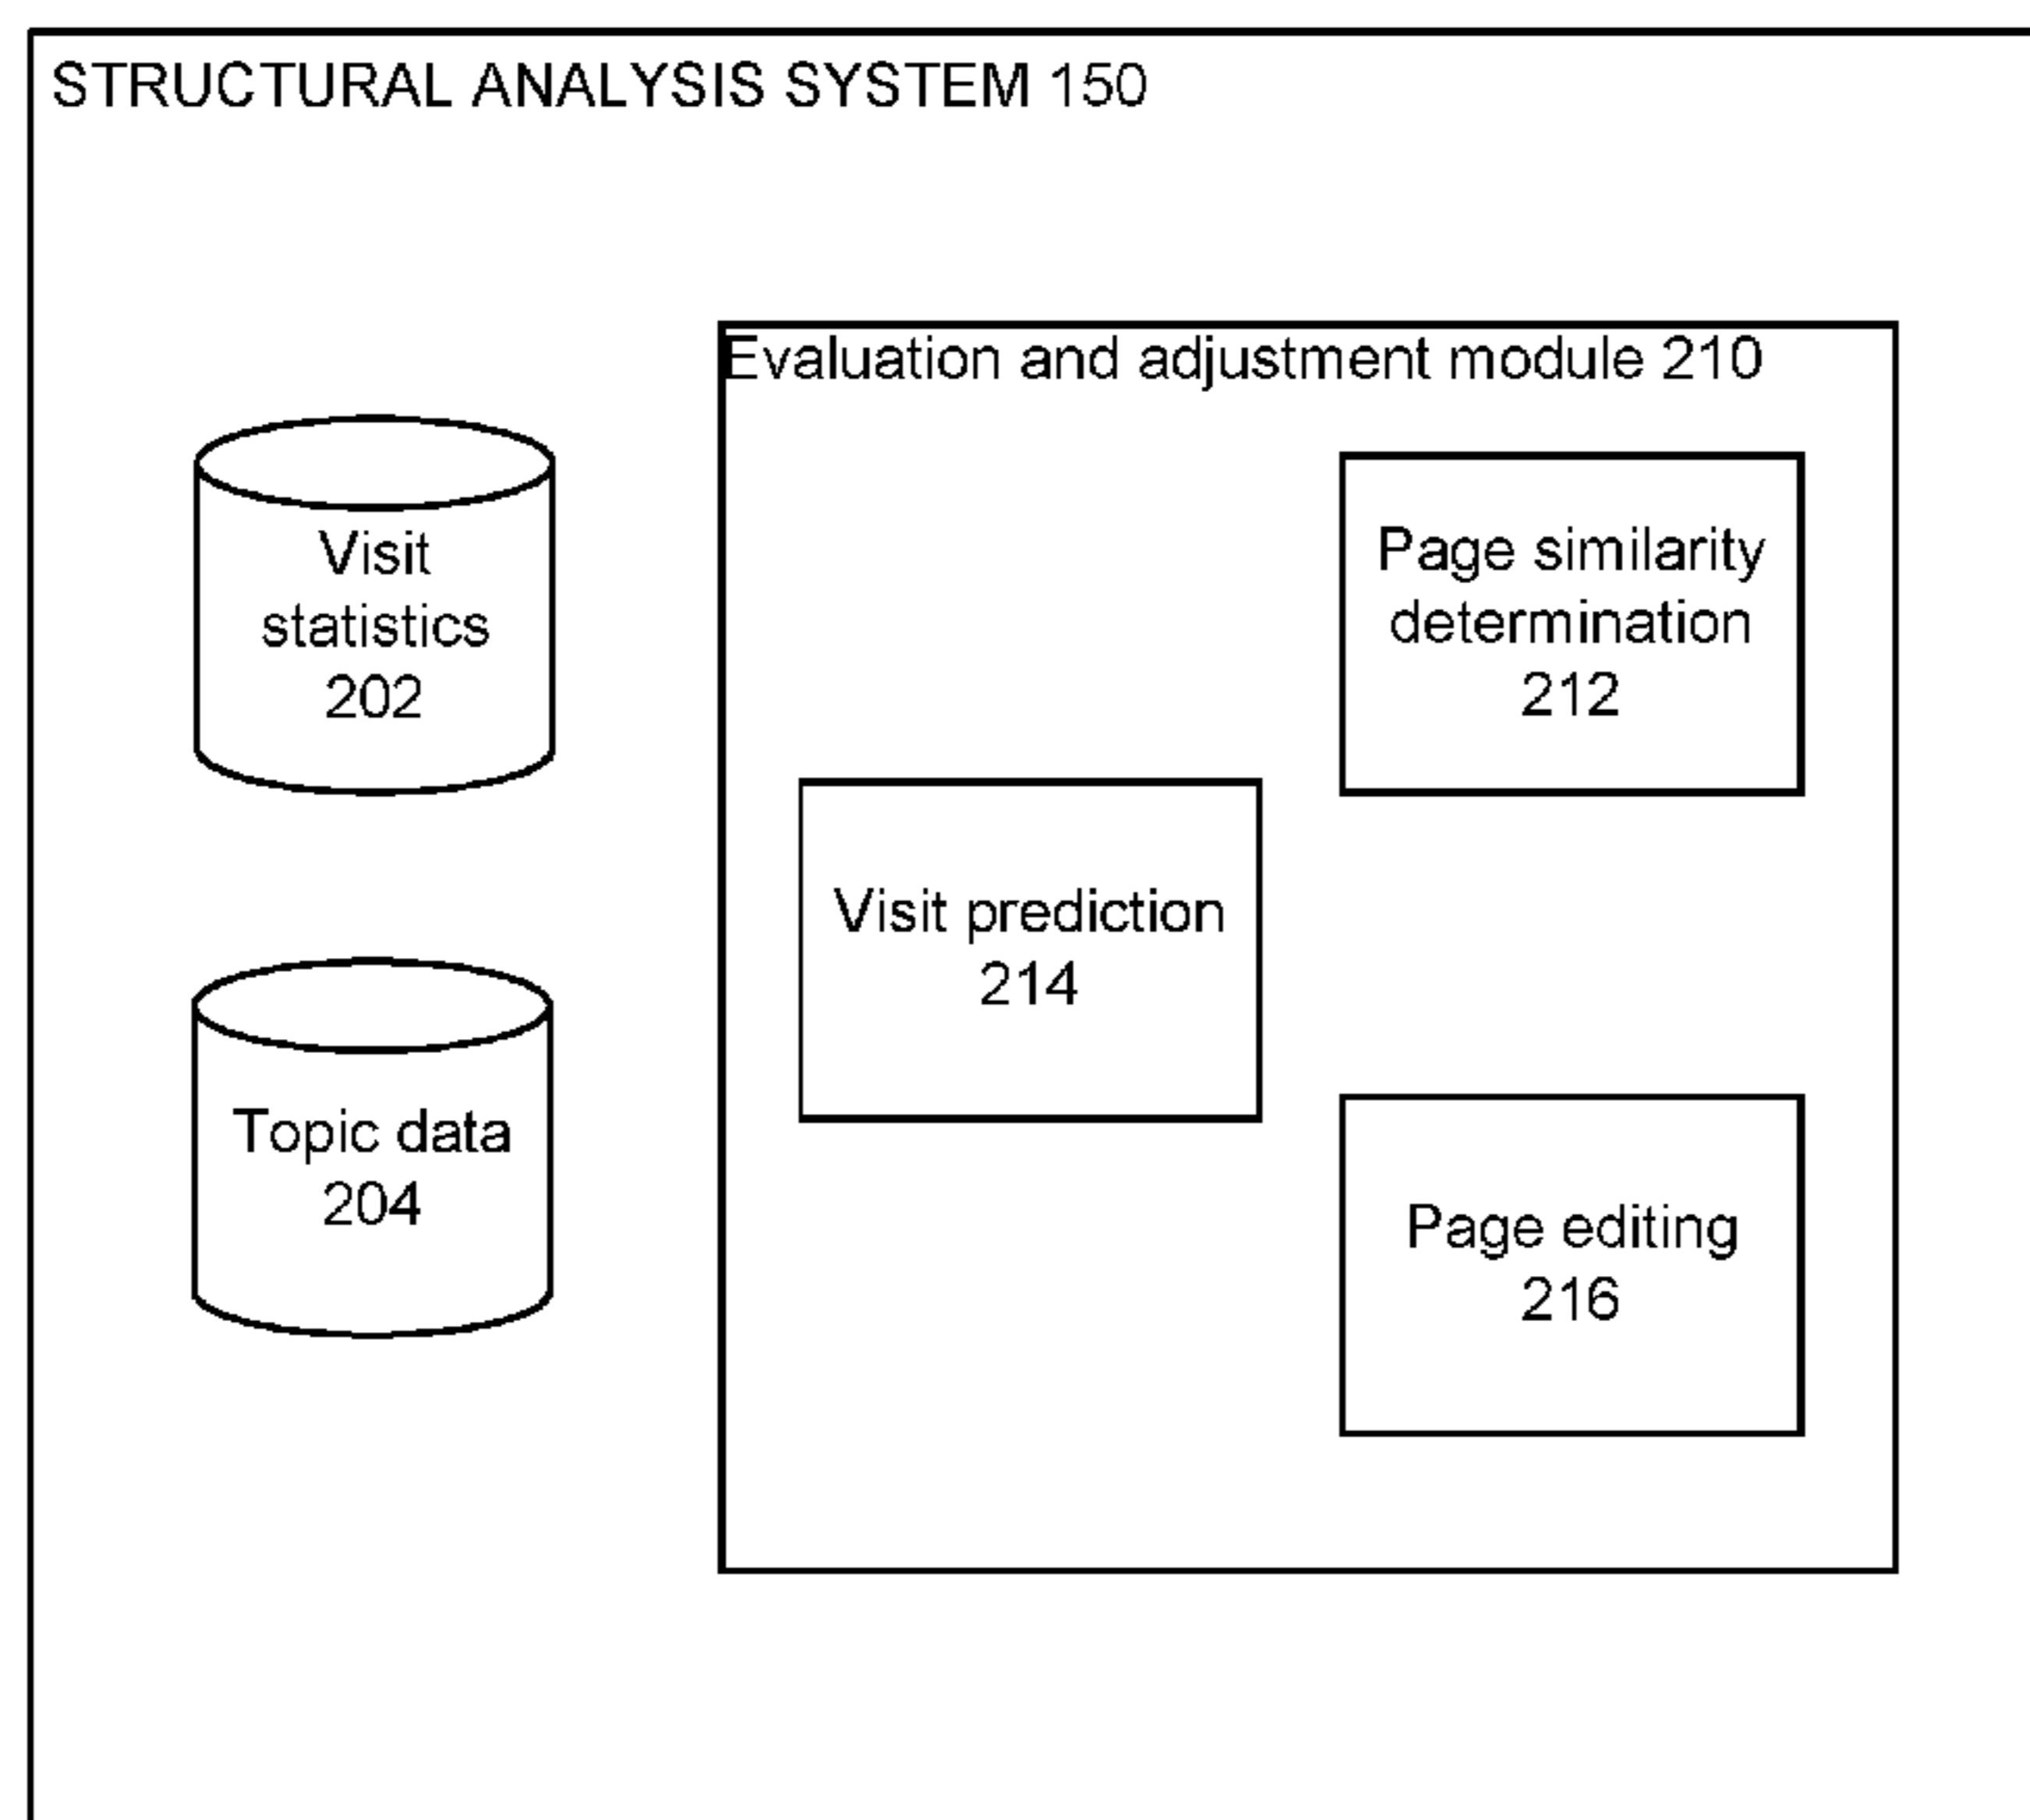 STRUCTURAL ANALYSIS SYSTEM 150
Evaluation and adjustment module 210
Visit
statistics
202
Page similarity
determination
212
Visit prediction
214
Topic data
204
Page editing
216